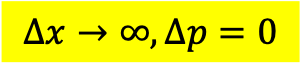 Δx → ∞, Δp = 0